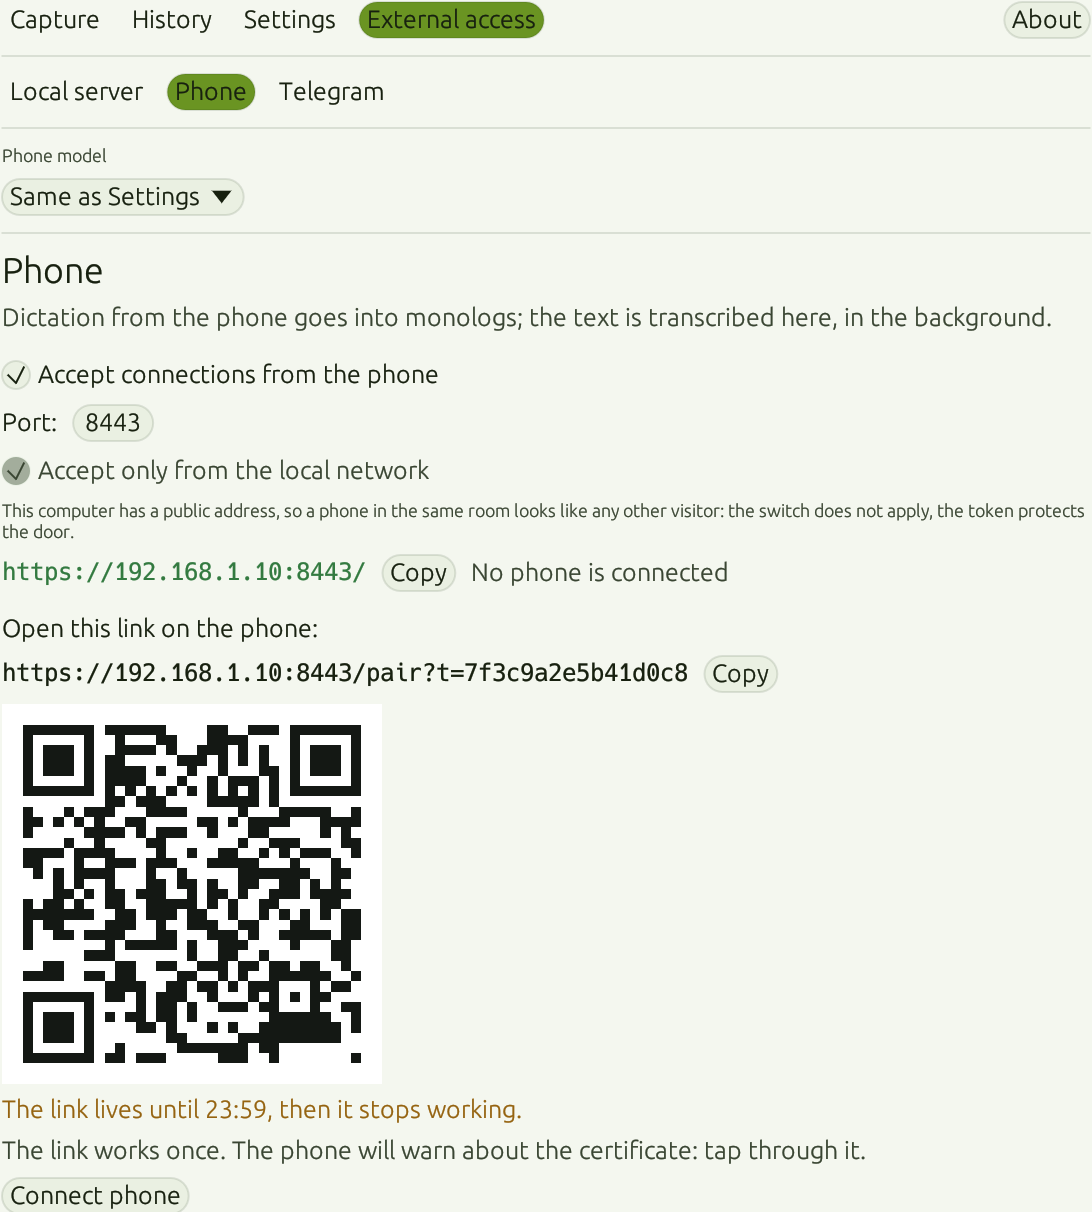 Capture History Settings External access About
Local server Phone Telegram
Phone model
Same as Settings
Phone
Dictation from the phone goes into monologs; the text is transcribed here, in the background.
Accept connections from the phone
Port: 8443
Accept only from the local network
This computer has a public address, so a phone in the same room looks like any other visitor: the switch does not apply, the token protects
the door.
https://192.168.1.10:8443/ Copy No phone is connected
Open this link on the phone:
https://192.168.1.10:8443/pair?t=7f3c9a2e5b41d0c8 Copy
The link lives until 23:59, then it stops working.
The link works once. The phone will warn about the certificate: tap through it.
Connect phone